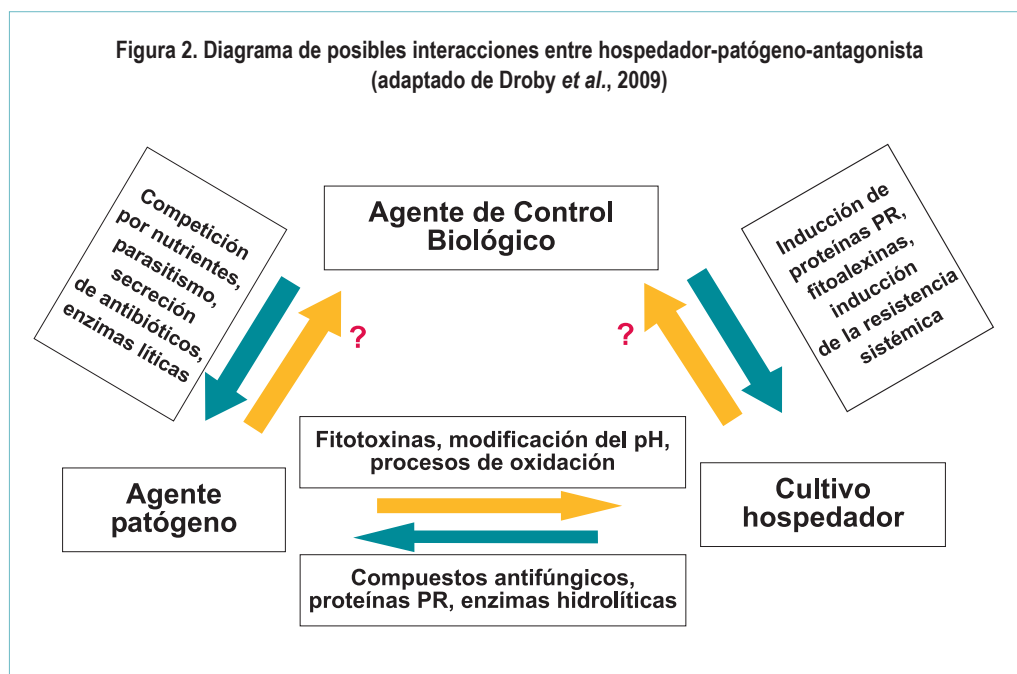 Figura 2. Diagrama de posibles interacciones entre hospedador-patógeno-antagonista
(adaptado de Droby et al., 2009)
Competición
por nutrientes,
parasitismo,
secreción
de antibióticos,
enzimas líticas
Agente de Control
Biológico
Inducción de
proteínas PR,
fitoalexinas,
inducción
de la resistencia
sistémica
?
?
Fitotoxinas, modificación del pH,
procesos de oxidación
Agente
patógeno
Cultivo
hospedador
Compuestos antifúngicos,
proteínas PR, enzimas hidrolíticas